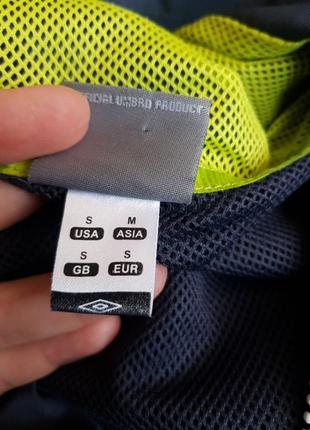 OFFICIAL UMBRO PRODUCT
S M
USA ASIA
S S
GB EUR